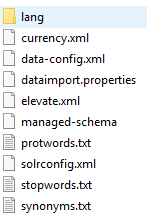 lang
currency.xml
data-config.xml
dataimport.properties
elevate.xml
managed-schema
protwords.txt
solrconfig.xml
stopwords.txt
synonyms.txt